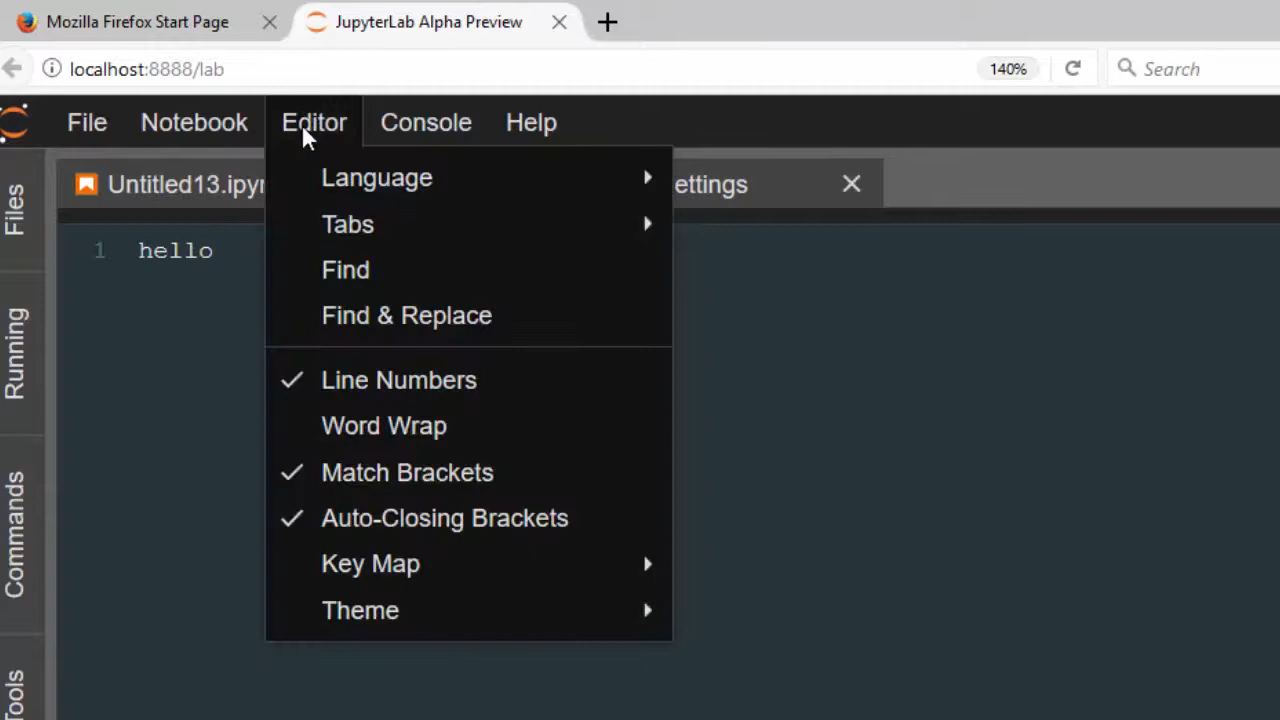 Mozilla Firefox Start Page
JupyterLab Alpha Preview
localhost:8888/lab
140%
Search
File Notebook Editor Console Help
Untitled13.ipyn
ettings
Files
Running
Commands
Tools
1 hello
Language
Tabs
Find
Find & Replace
Line Numbers
Word Wrap
Match Brackets
Auto-Closing Brackets
Key Map
Theme